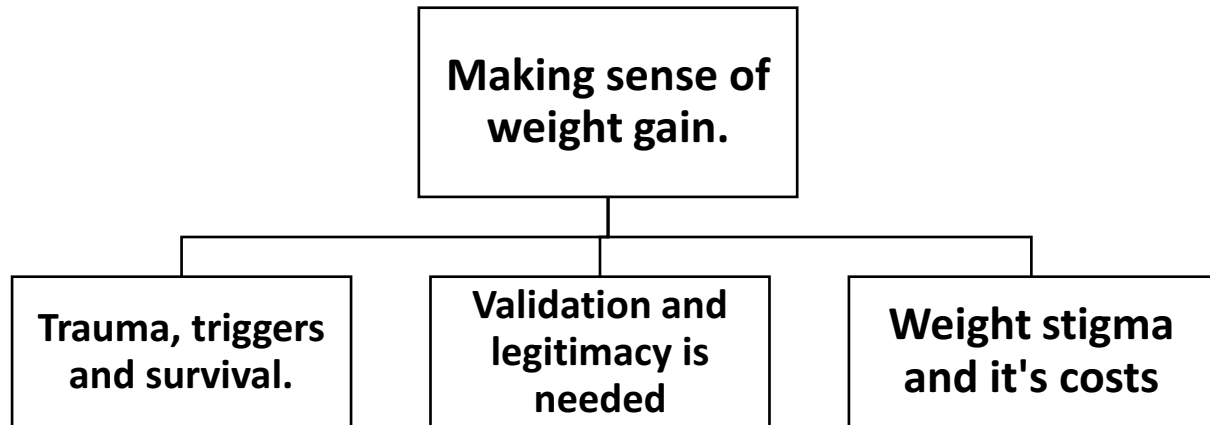 Making sense of
weight gain.
Trauma, triggers
and survival.
Validation and
legitimacy is
needed
Weight stigma
and it's costs